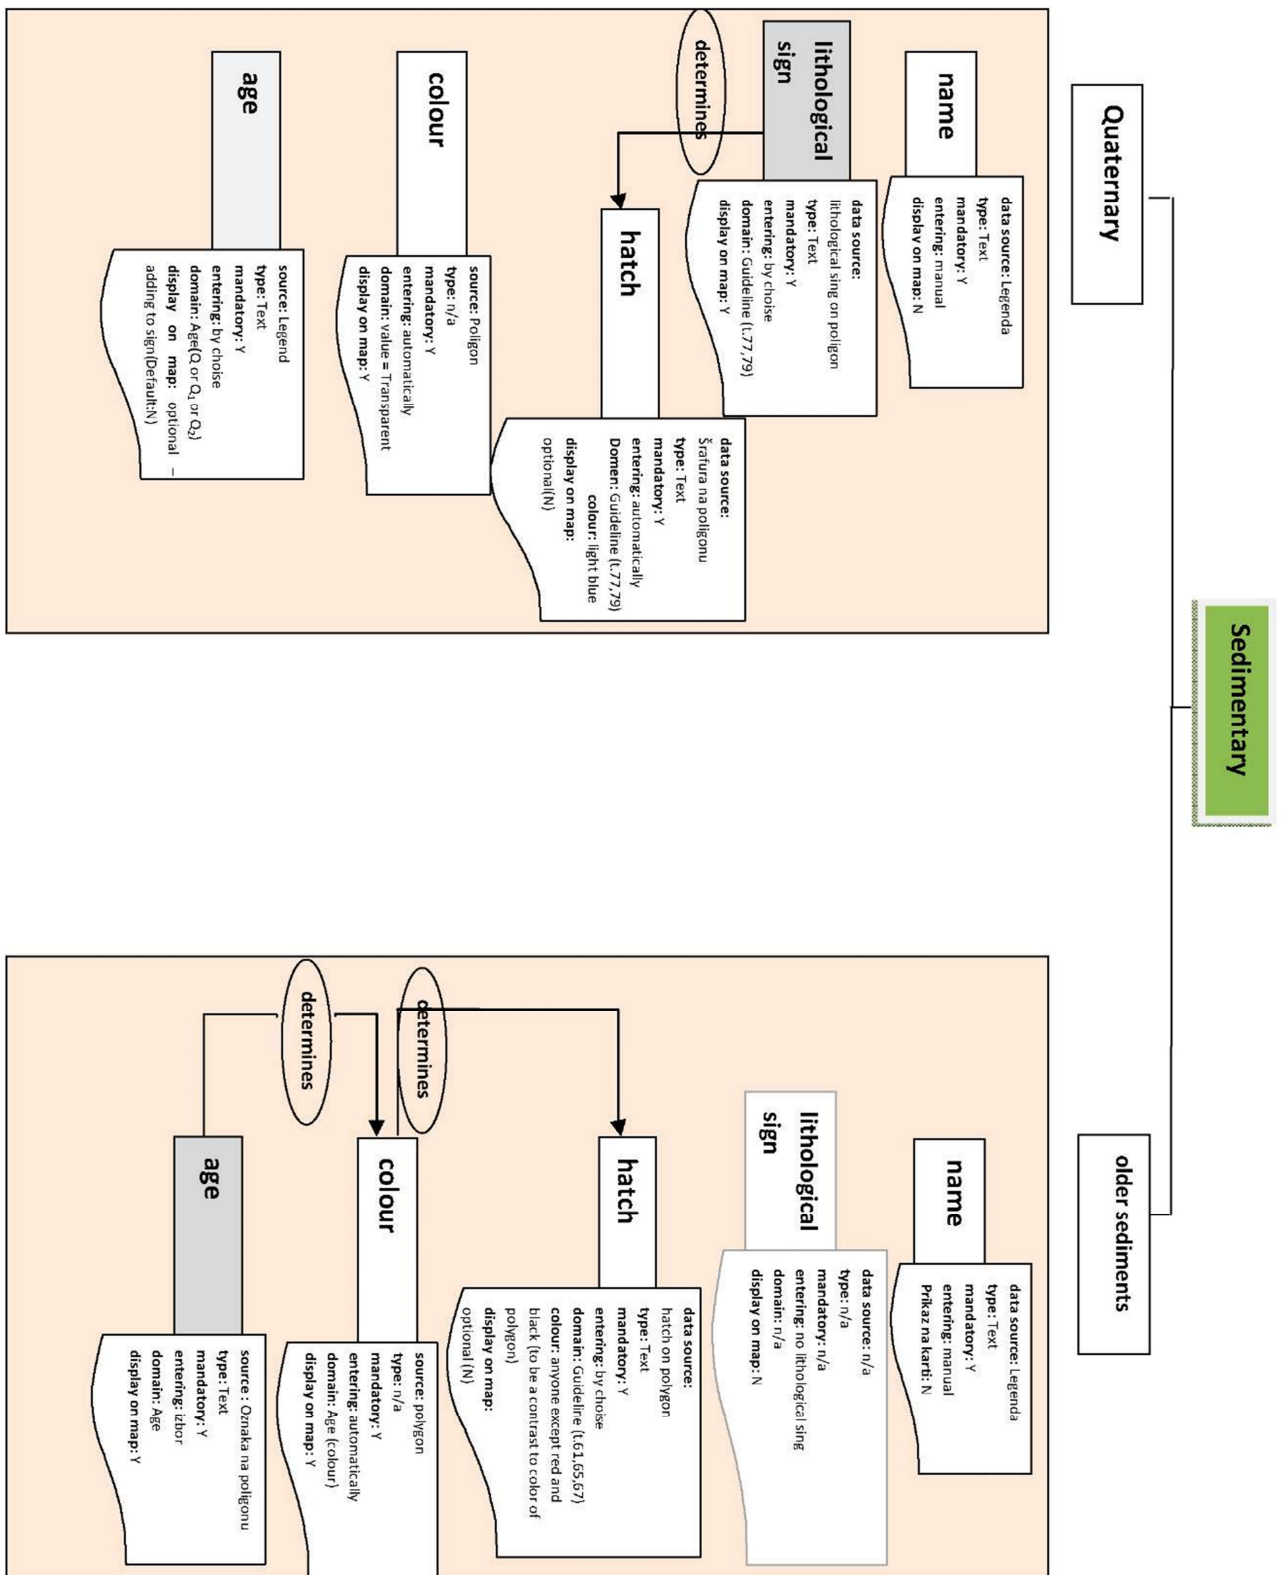 Sedimentary
Quaternary
name
data source: Legenda
type: Text
mandatory: Y
entering: manual
display on map: N
lithological
sign
data source:
lithological sing on poligon
type: Text
mandatory: Y
entering: by choise
domain: Guideline (t.77,79)
display on map: Y
determines
hatch
data source:
Šrafura na poligonu
type: Text
mandatory: Y
entering: automatically
Domen: Guideline (t.77,79)
colour: light blue
display on map:
optional(N)
colour
source: Poligon
type: n/a
mandatory: Y
entering: automatically
domain: value = Transparent
display on map: Y
age
source: Legend
type: Text
mandatory: Y
entering: by choise
domain: Age(Q or Q₁ or Q₂)
display on map: optional –
adding to sign(Default:N)
older sediments
name
data source: Legenda
type: Text
mandatory: Y
entering: manual
Prikaz na karti: N
lithological
sign
data source: n/a
type: n/a
mandatory: n/a
entering: no lithological sing
domain: n/a
display on map: N
hatch
data source:
hatch on polygon
type: Text
mandatory: Y
entering: by choise
domain: Guideline (t.61,65,67)
colour: anyone except red and
black (to be a contrast to color of
polygon)
display on map:
optional (N)
determines
colour
source: polygon
type: n/a
mandatory: Y
entering: automatically
domain: Age (colour)
display on map: Y
determines
age
source : Oznaka na poligonu
type: Text
mandatory: Y
entering: izbor
domain: Age
display on map: Y